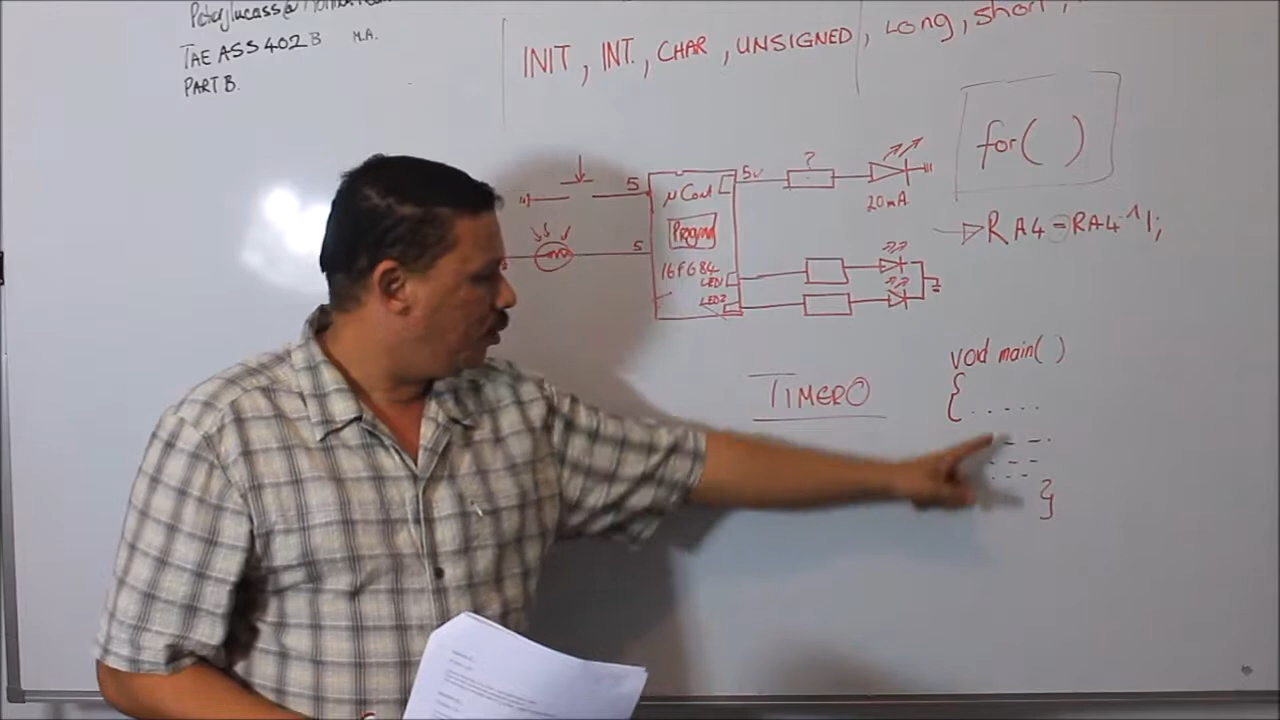 TAE ASS 402 B M.A.
PART B.
INIT, INT., CHAR, UNSIGNED, Long, short,
for( )
5
μCont
5v
?
20mA
Program
5
16F684
LED1
LED2
RA4=RA4^1;
TIMER0
void main( )
{.....
}